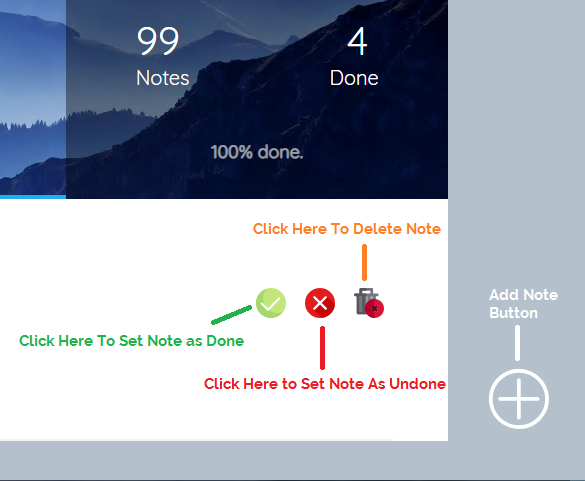 99
Notes
4
Done
100% done.
Click Here To Delete Note
Click Here To Set Note as Done
Click Here to Set Note As Undone
Add Note
Button